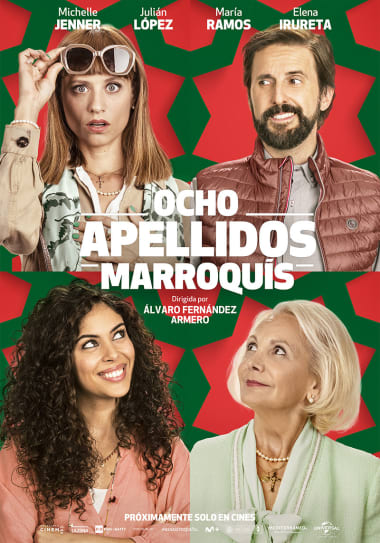 Michelle JENNER
Julián LÓPEZ
María RAMOS
Elena IRURETA
OCHO
APELLIDOS
MARROQUÍS
Dirigida por
ÁLVARO FERNÁNDEZ
ARMERO
PRÓXIMAMENTE SOLO EN CINES